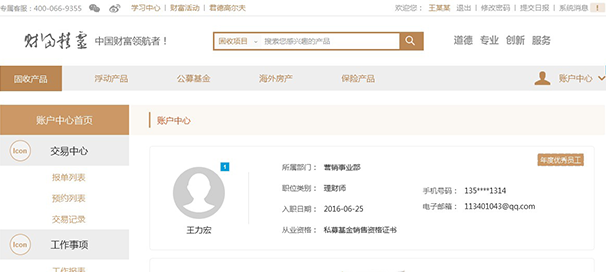 专属客服：400-066-9355 学习中心 | 财富活动 | 君德高尔夫 欢迎您： 王某某 退出 | 修改密码 | 提交日报 | 系统消息 !
财富精灵 中国财富领航者！ 固收项目 搜索您感兴趣的产品 道德 专业 创新 服务
固收产品 浮动产品 公募基金 海外房产 保险产品 账户中心
账户中心首页
Icon 交易中心
报单列表
预约列表
交易记录
Icon 工作事项
工作报表
账户中心
1
王力宏
年度优秀员工
所属部门： 营销事业部
职位类别： 理财师
手机号码： 135****1314
入职日期： 2016-06-25
电子邮箱： 113401043@qq.com
从业资格： 私募基金销售资格证书